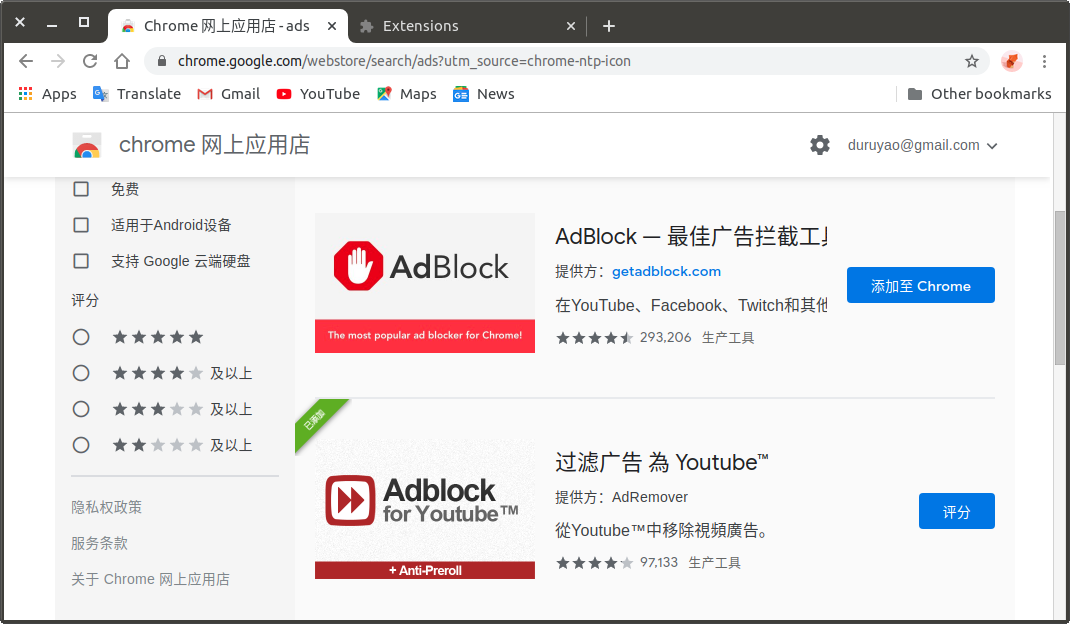 Chrome 网上应用店 - ads
Extensions
chrome.google.com/webstore/search/ads?utm_source=chrome-ntp-icon
Apps Translate Gmail YouTube Maps News Other bookmarks
chrome 网上应用店
duruyao@gmail.com
免费
适用于Android设备
支持 Google 云端硬盘
评分
及以上
及以上
及以上
隐私权政策
服务条款
关于 Chrome 网上应用店
AdBlock
The most popular ad blocker for Chrome!
AdBlock — 最佳广告拦截工具
提供方：getadblock.com
在YouTube、Facebook、Twitch和其他
293,206 生产工具
添加至 Chrome
已添加
Adblock
for Youtube™
+ Anti-Preroll
过滤广告 為 Youtube™
提供方：AdRemover
從Youtube™中移除視頻廣告。
97,133 生产工具
评分